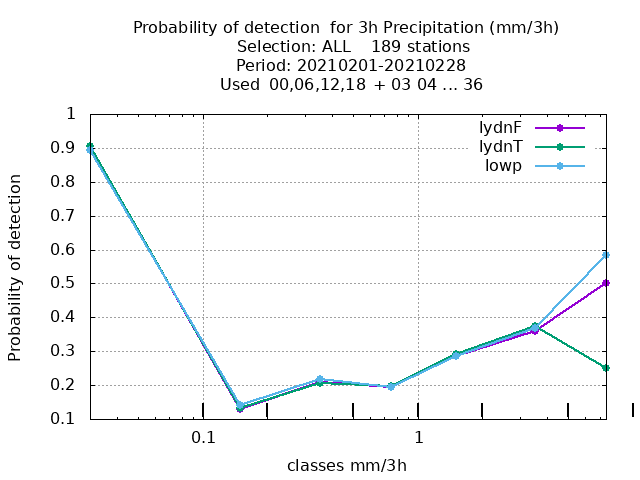 Probability of detection for 3h Precipitation (mm/3h)
Selection: ALL 189 stations
Period: 20210201-20210228
Used 00,06,12,18 + 03 04 ... 36
lydnF
lydnT
lowp
Probability of detection
1
0.9
0.8
0.7
0.6
0.5
0.4
0.3
0.2
0.1
0.1
1
classes mm/3h